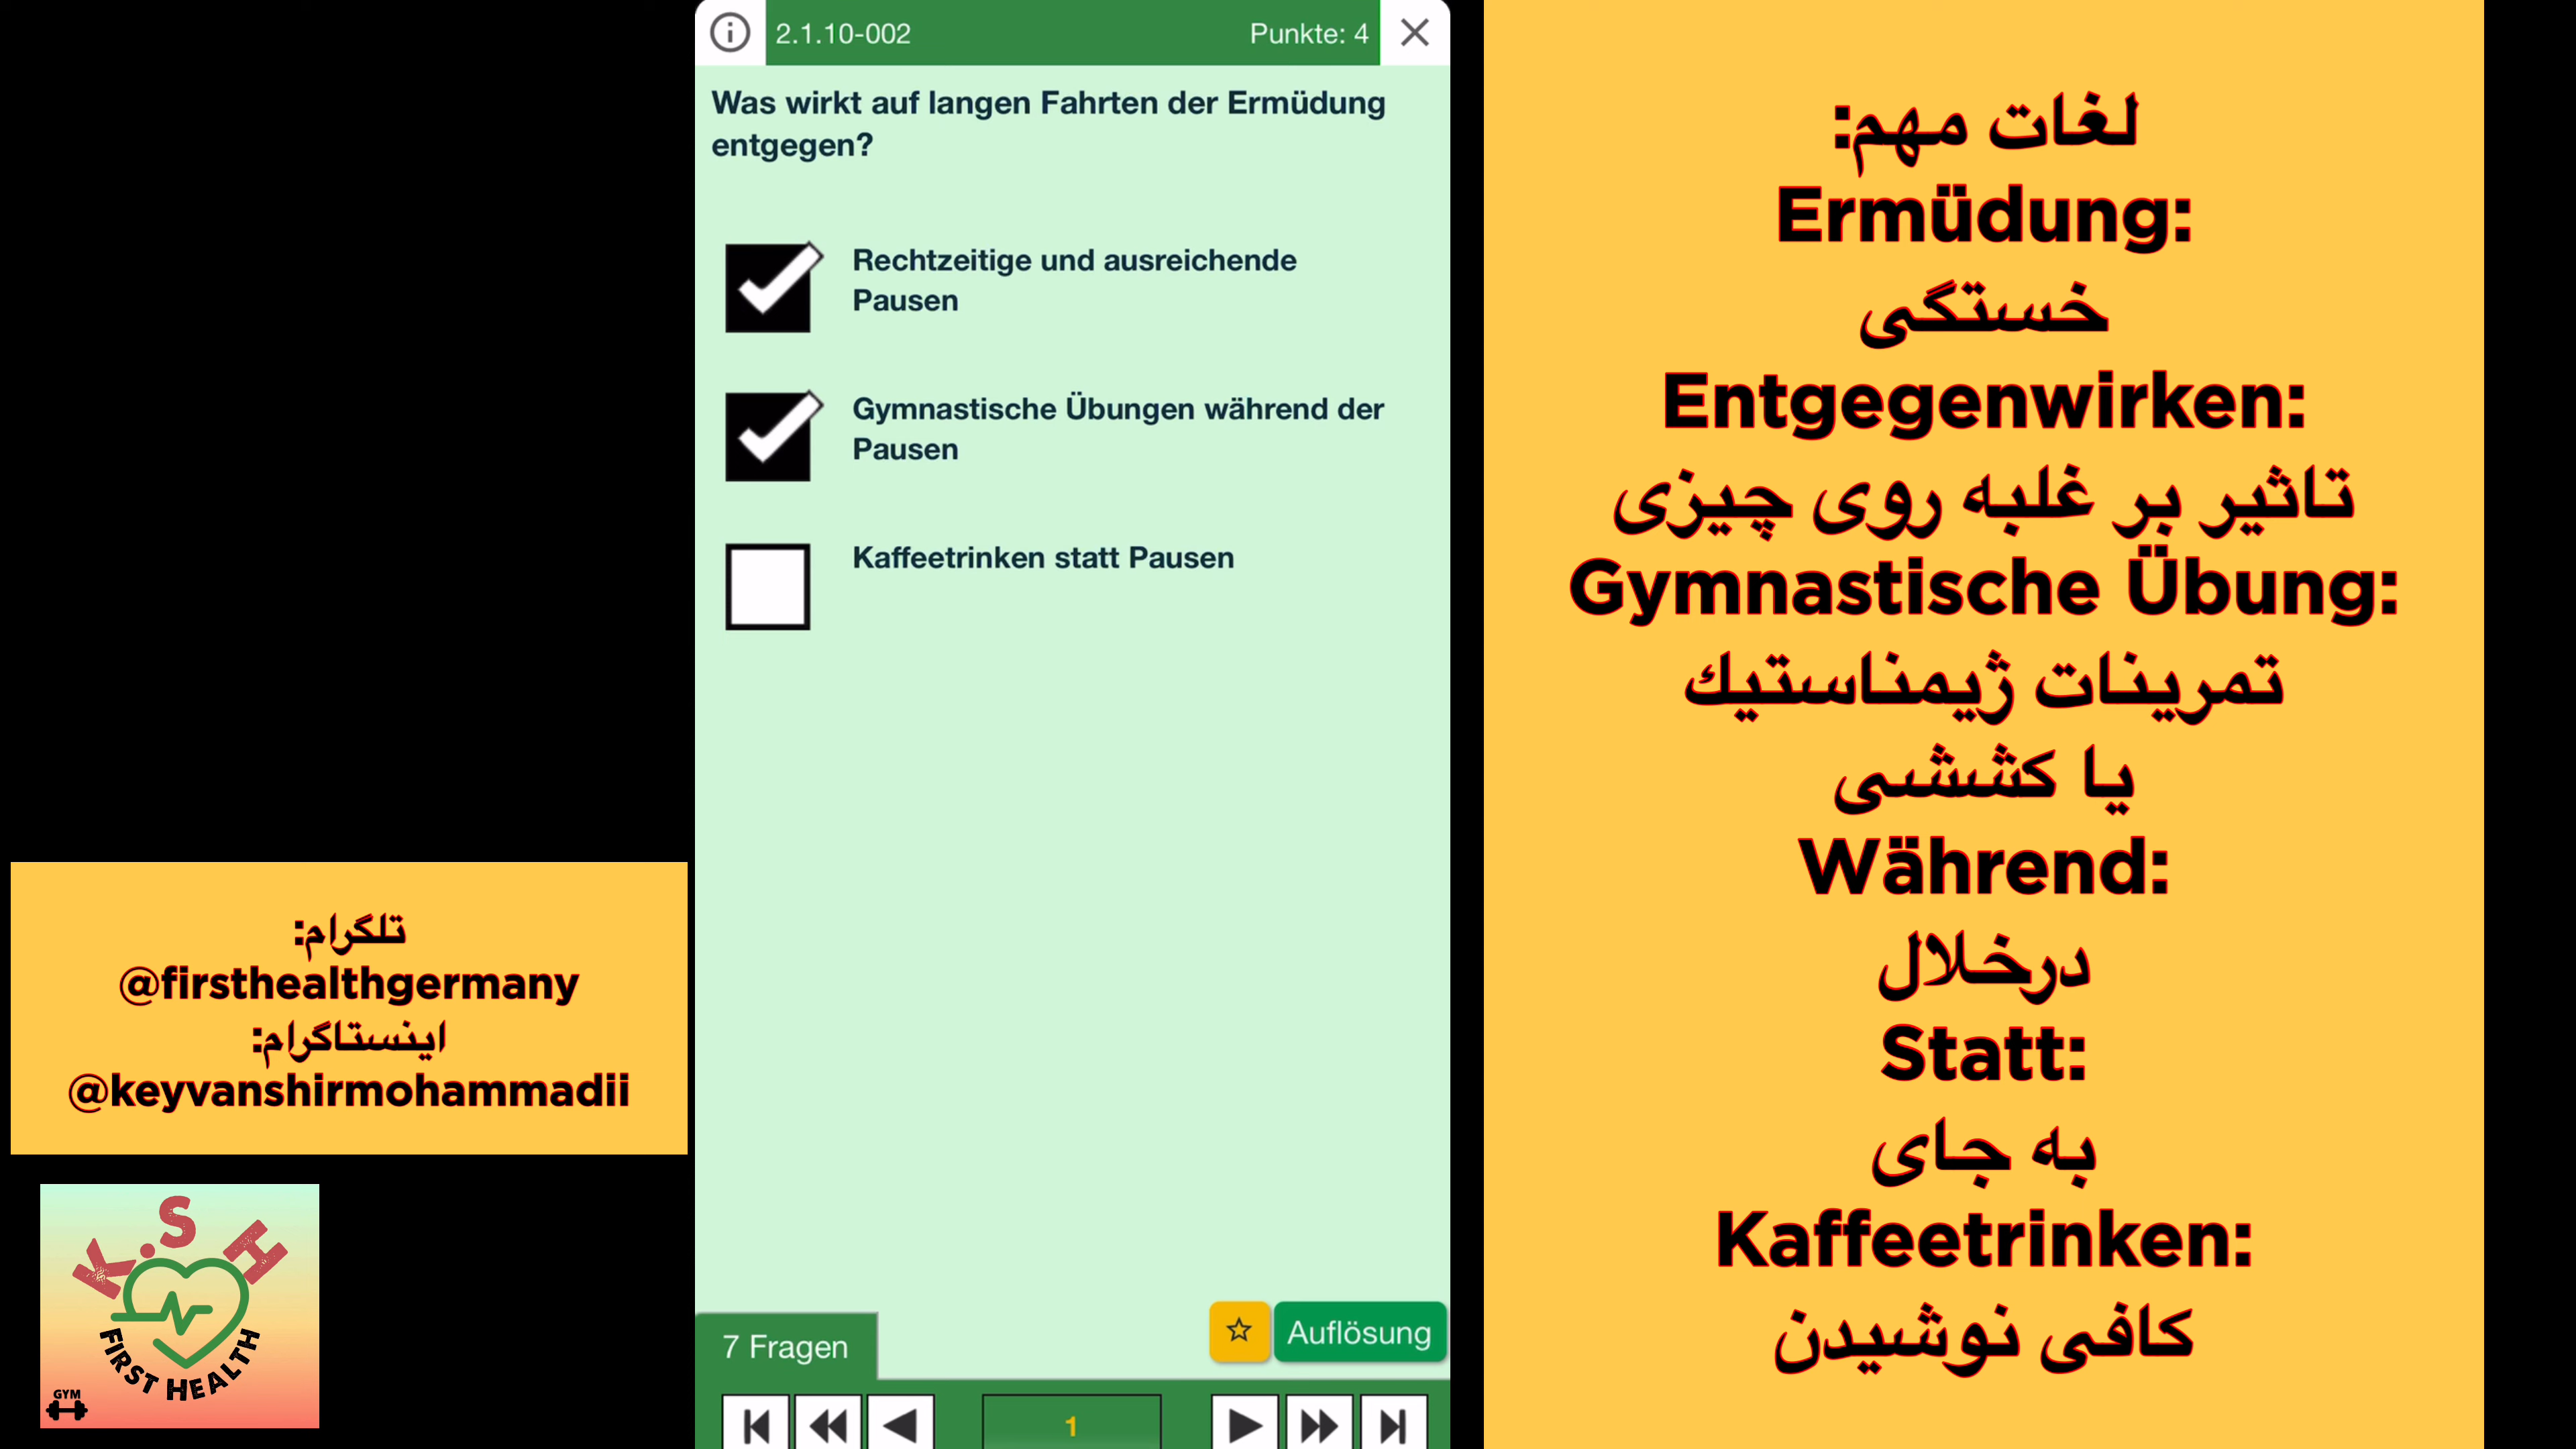 2.1.10-002
Punkte: 4
Was wirkt auf langen Fahrten der Ermüdung
entgegen?
Rechtzeitige und ausreichende
Pausen
Gymnastische Übungen während der
Pausen
Kaffeetrinken statt Pausen
7 Fragen
Auflösung
1
لغات مهم:
Ermüdung:
خستگی
Entgegenwirken:
تاثیر بر غلبه روی چیزی
Gymnastische Übung:
تمرینات ژیمناستیك
یا کششی
Während:
درخلال
Statt:
به جای
Kaffeetrinken:
کافی نوشیدن
تلگرام:
@firsthealthgermany
اینستاگرام:
@keyvanshirmohammadii
K.SH
FIRST HEALTH
GYM